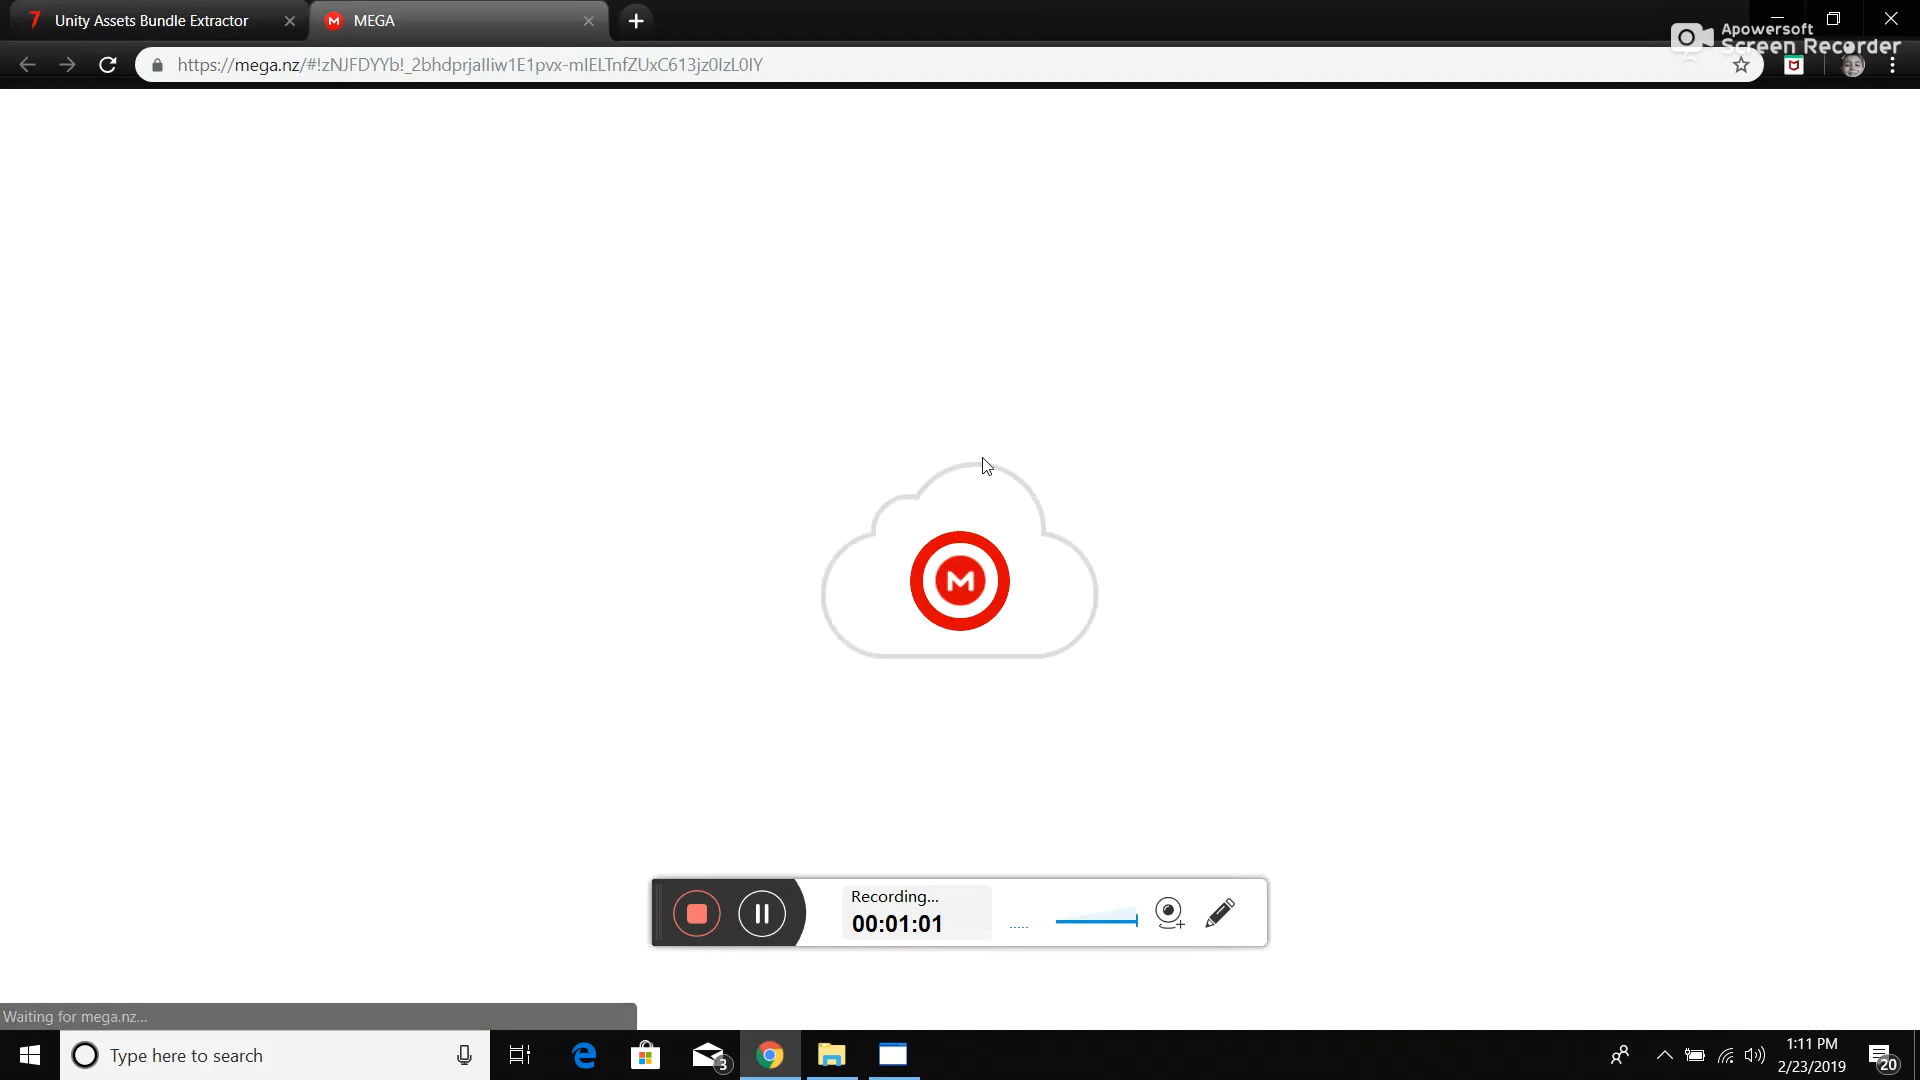 Unity Assets Bundle Extractor
MEGA
Apowersoft
Screen Recorder
https://mega.nz/#!zNJFDYYb!_2bhdprjaIliw1E1pvx-mIELTnfZUxC613jz0IzL0IY
M
Recording...
00:01:01
Waiting for mega.nz...
Type here to search
3
1:11 PM
2/23/2019
20